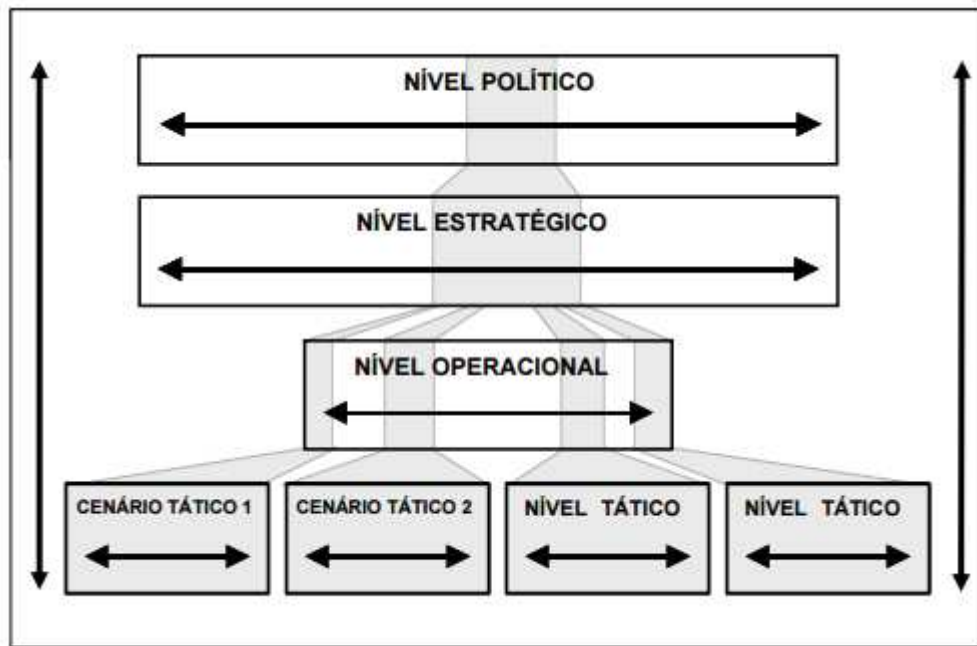 NÍVEL POLÍTICO
NÍVEL ESTRATÉGICO
NÍVEL OPERACIONAL
CENÁRIO TÁTICO 1
CENÁRIO TÁTICO 2
NÍVEL TÁTICO
NÍVEL TÁTICO